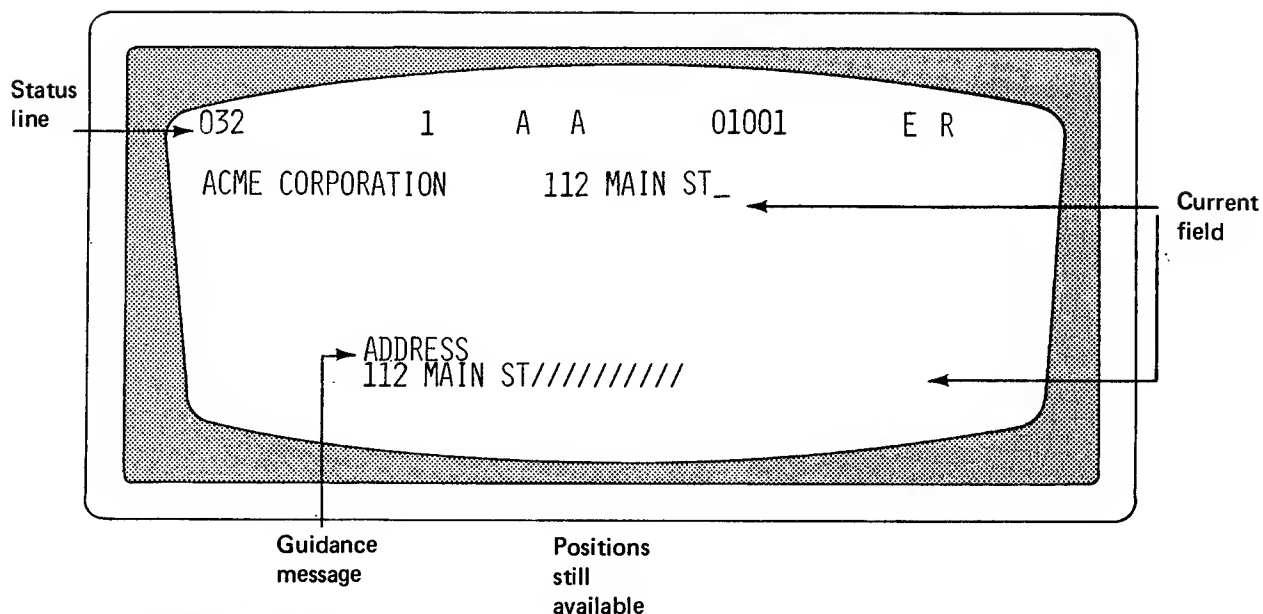 Status
line
032 1 A A 01001 E R
ACME CORPORATION 112 MAIN ST_
Current
field
ADDRESS
112 MAIN ST//////////
Guidance
message
Positions
still
available